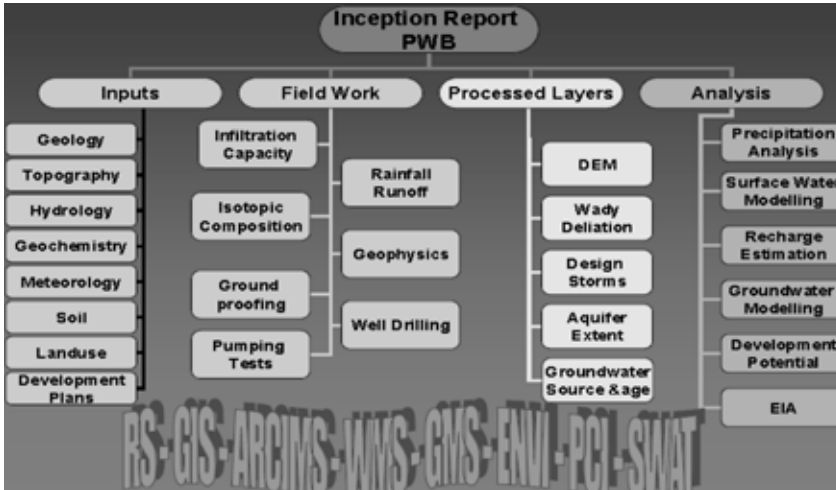 Inception Report
PWB
Inputs
Field Work
Processed Layers
Analysis
Geology
Topography
Hydrology
Geochemistry
Meteorology
Soil
Landuse
Development
Plans
Infiltration
Capacity
Isotopic
Composition
Ground
proofing
Pumping
Tests
Rainfall
Runoff
Geophysics
Well Drilling
DEM
Wady
Deliation
Design
Storms
Aquifer
Extent
Groundwater
Source &age
Precipitation
Analysis
Surface Water
Modelling
Recharge
Estimation
Groundwater
Modelling
Development
Potential
EIA
RS-GIS-ARCIIMS-WMS-GMS-ENVI-PCI-SWAT